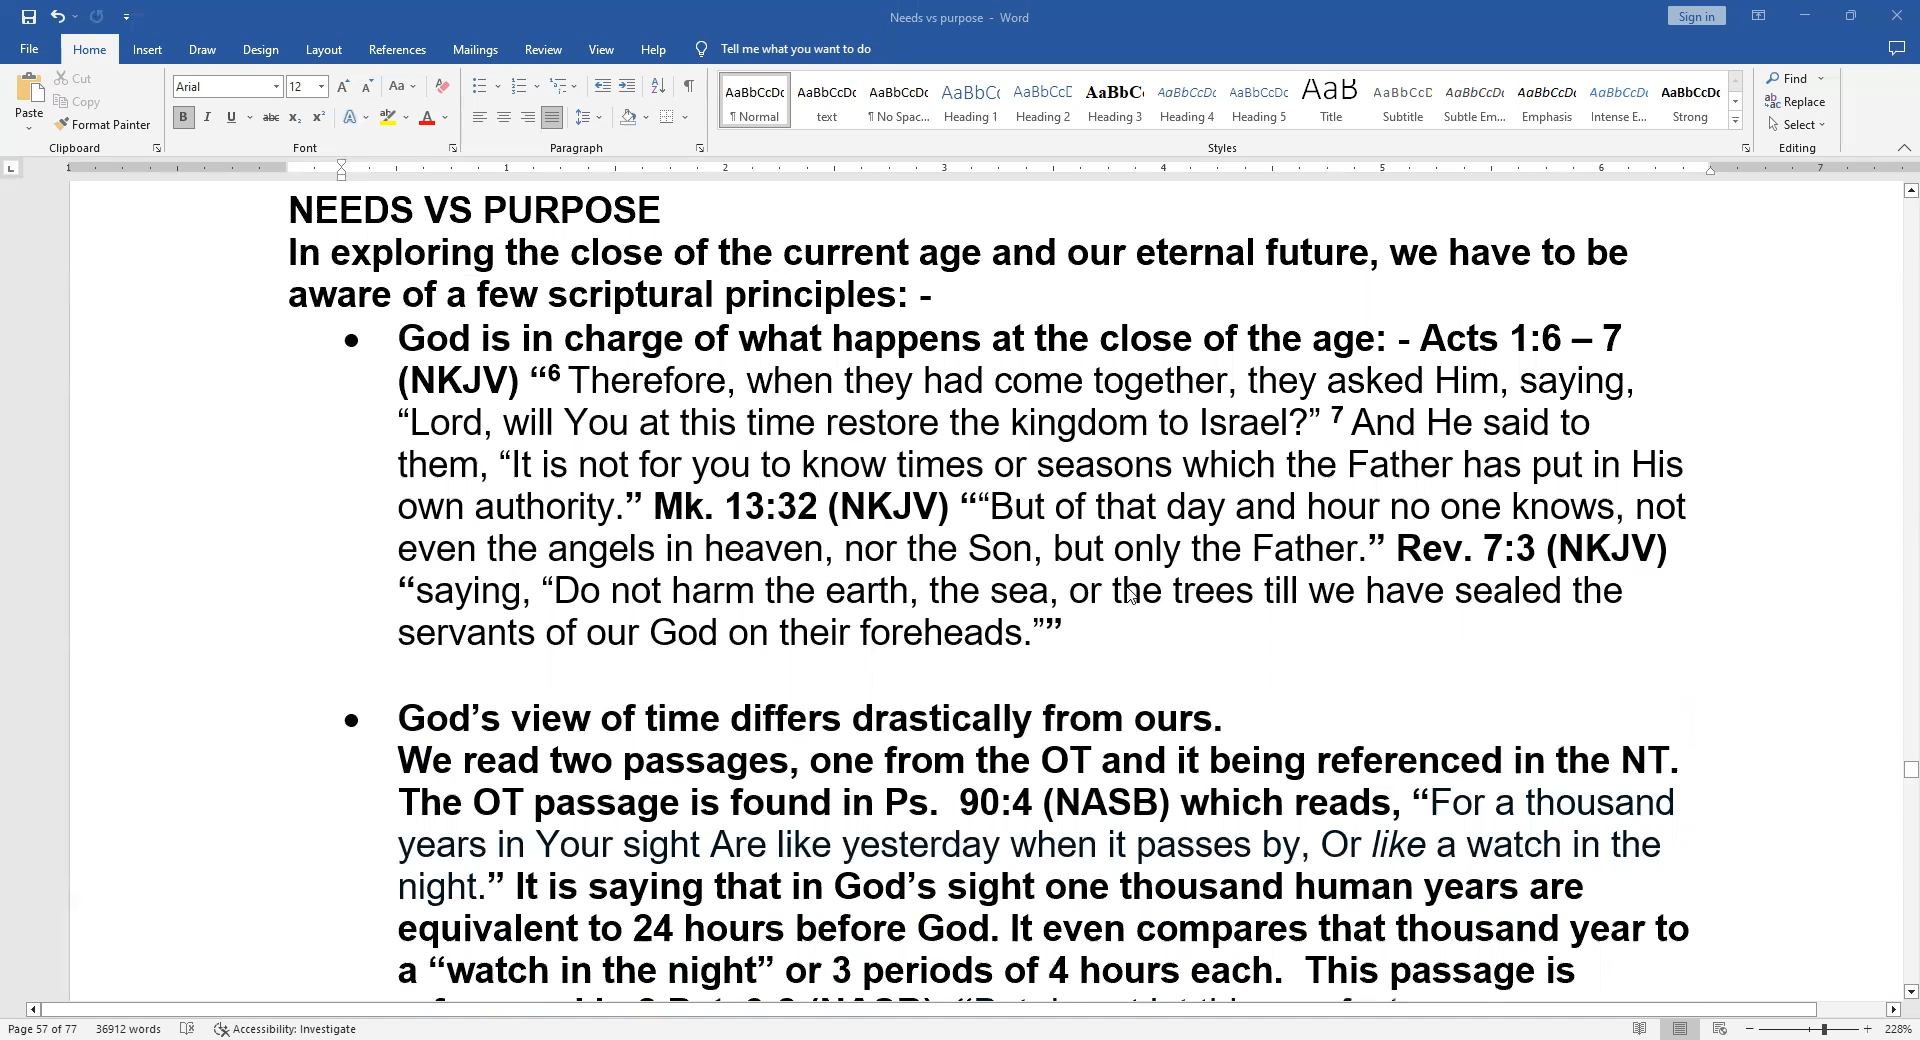 Needs vs purpose - Word
Sign in
File Home Insert Draw Design Layout References Mailings Review View Help Tell me what you want to do
Paste
Cut
Copy
Format Painter
Clipboard
Arial 12
Font
Paragraph
AaBbCcDc AaBbCcDc AaBbCcDc AaBbCc AaBbCcD AaBbC AaBbCcDc AaBbCcDc AaB AaBbCcD AaBbCcDc AaBbCcDc AaBbCcDc AaBbCcDc
¶ Normal text ¶ No Spac... Heading 1 Heading 2 Heading 3 Heading 4 Heading 5 Title Subtitle Subtle Em... Emphasis Intense E... Strong
Styles
Find
Replace
Select
Editing
1 1 2 3 4 5 6 7
NEEDS VS PURPOSE
In exploring the close of the current age and our eternal future, we have to be
aware of a few scriptural principles: -
• God is in charge of what happens at the close of the age: - Acts 1:6 – 7
(NKJV) “⁶ Therefore, when they had come together, they asked Him, saying,
“Lord, will You at this time restore the kingdom to Israel?” ⁷ And He said to
them, “It is not for you to know times or seasons which the Father has put in His
own authority.” Mk. 13:32 (NKJV) ““But of that day and hour no one knows, not
even the angels in heaven, nor the Son, but only the Father.” Rev. 7:3 (NKJV)
“saying, “Do not harm the earth, the sea, or the trees till we have sealed the
servants of our God on their foreheads.””
• God’s view of time differs drastically from ours.
We read two passages, one from the OT and it being referenced in the NT.
The OT passage is found in Ps. 90:4 (NASB) which reads, “For a thousand
years in Your sight Are like yesterday when it passes by, Or like a watch in the
night.” It is saying that in God’s sight one thousand human years are
equivalent to 24 hours before God. It even compares that thousand year to
a “watch in the night” or 3 periods of 4 hours each. This passage is
Page 57 of 77 36912 words Accessibility: Investigate 228%